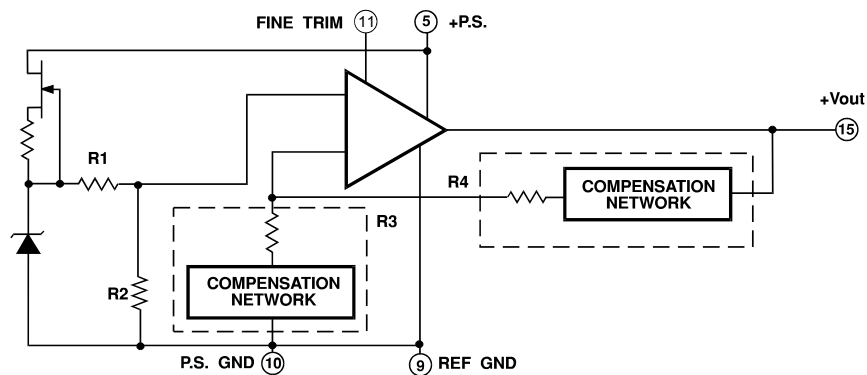 FINE TRIM 11
5 +P.S.
+Vout
15
R1
R4
COMPENSATION
NETWORK
R3
R2
COMPENSATION
NETWORK
P.S. GND 10
9 REF GND